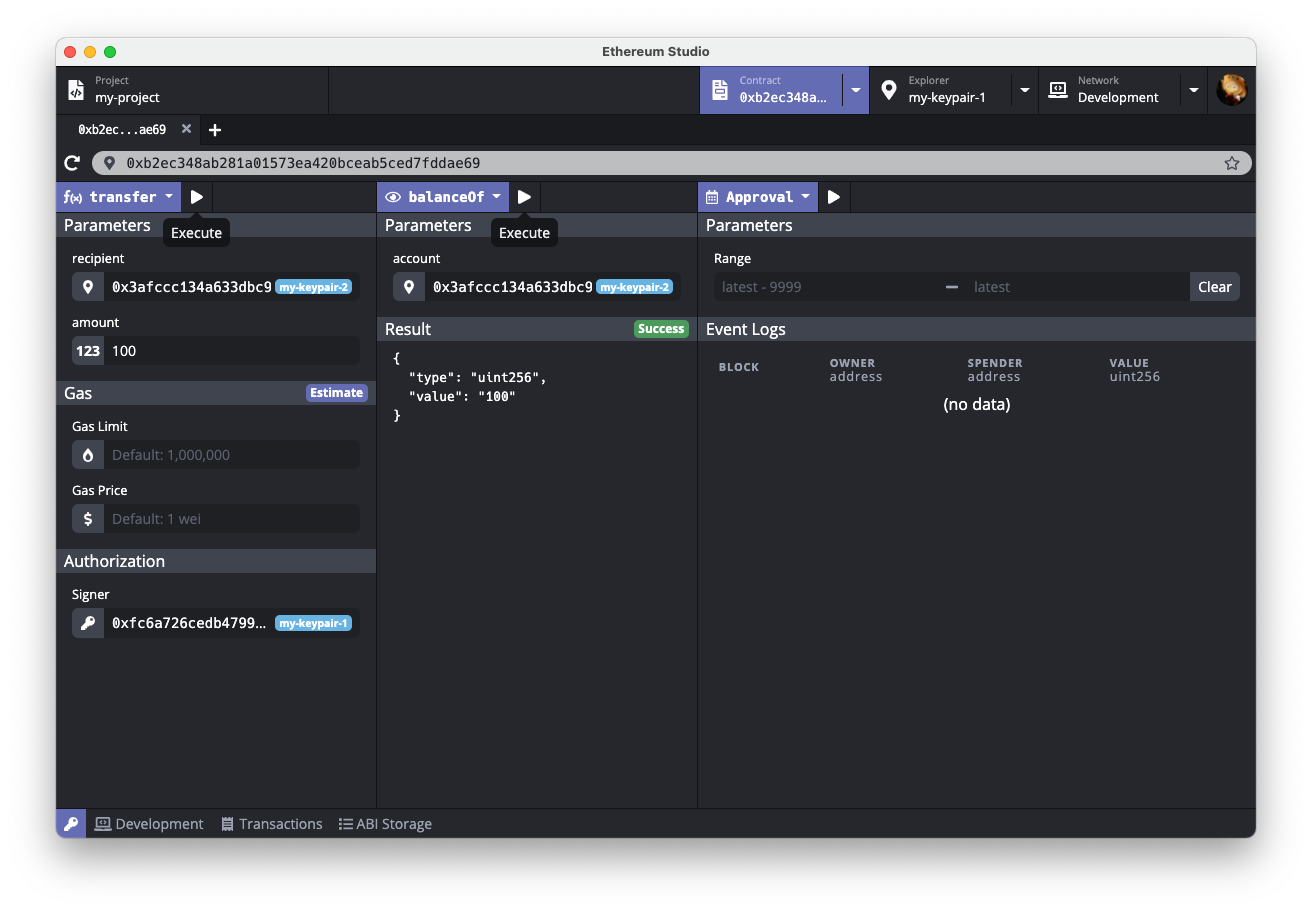 Ethereum Studio
Project
my-project
Contract
0xb2ec348a...
Explorer
my-keypair-1
Network
Development
0xb2ec...ae69
0xb2ec348ab281a01573ea420bceab5ced7fddae69
f(x) transfer
balanceOf
Approval
Parameters
Execute
recipient
0x3afccc134a633dbc9 my-keypair-2
amount
123 100
Gas Estimate
Gas Limit
Default: 1,000,000
Gas Price
$ Default: 1 wei
Authorization
Signer
0xfc6a726cedb4799... my-keypair-1
Parameters
Execute
account
0x3afccc134a633dbc9 my-keypair-2
Result Success
{
"type": "uint256",
"value": "100"
}
Parameters
Range
latest - 9999 — latest Clear
Event Logs
BLOCK OWNER SPENDER VALUE
address address uint256
(no data)
Development Transactions ABI Storage